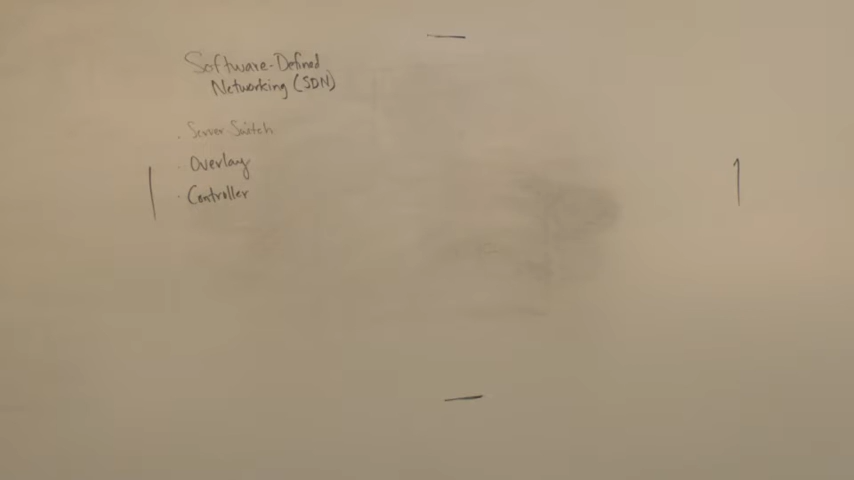 Software-Defined
Networking (SDN)
. Server Switch
· Overlay
· Controller